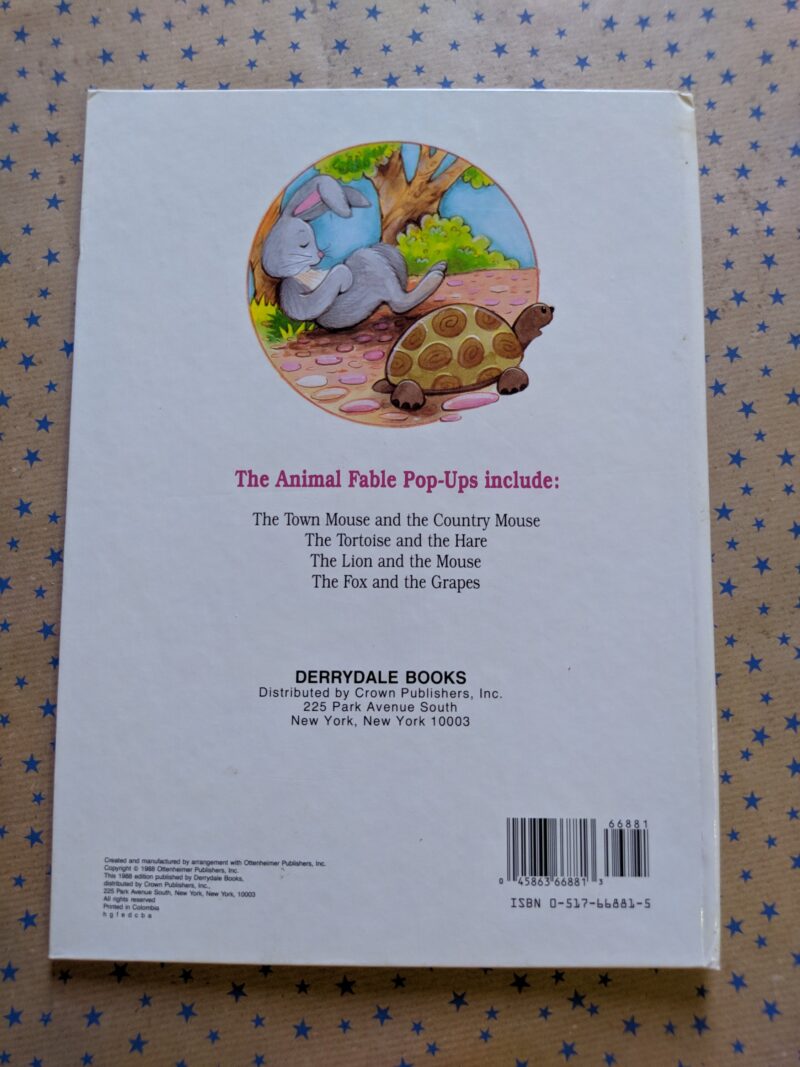 The Animal Fable Pop-Ups include:
The Town Mouse and the Country Mouse
The Tortoise and the Hare
The Lion and the Mouse
The Fox and the Grapes
DERRYDALE BOOKS
Distributed by Crown Publishers, Inc.
225 Park Avenue South
New York, New York 10003
Created and manufactured by arrangement with Ottenheimer Publishers, Inc.
Copyright © 1988 Ottenheimer Publishers, Inc.
This 1988 edition published by Derrydale Books,
distributed by Crown Publishers, Inc.,
225 Park Avenue South, New York, New York, 10003
All rights reserved
Printed in Colombia
h g f e d c b a
66881
0 45863 66881 3
ISBN 0-517-66881-5